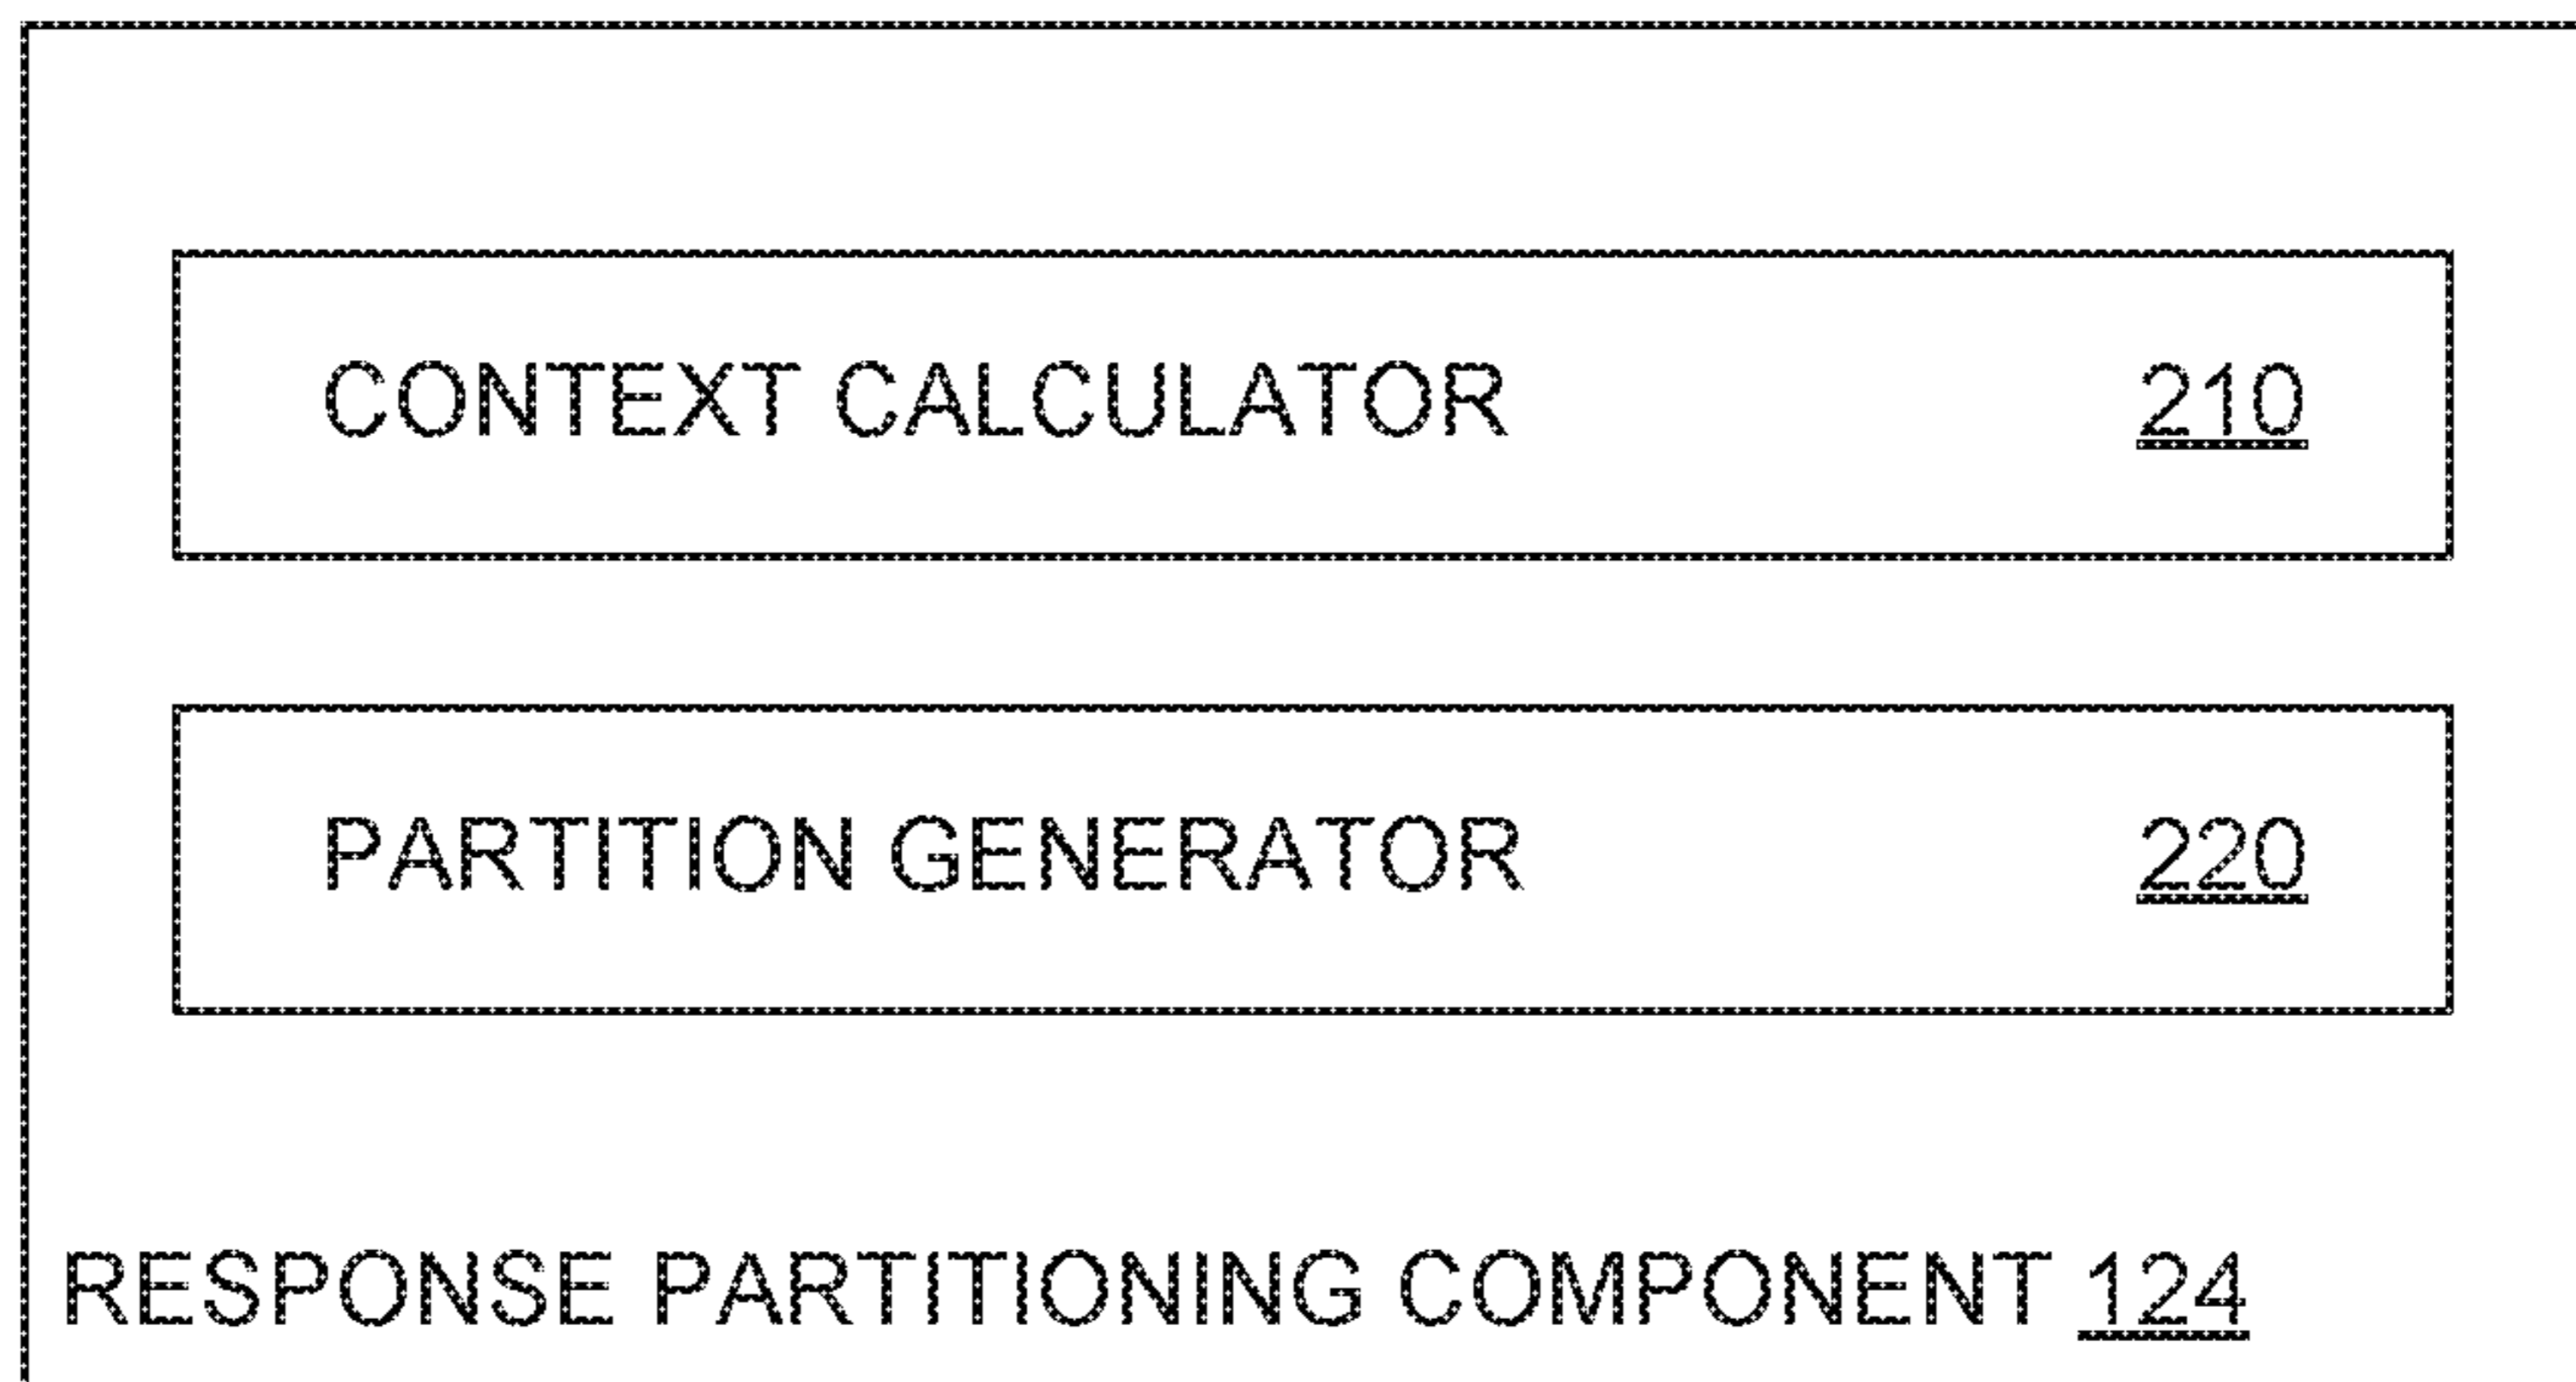 CONTEXT CALCULATOR 210
PARTITION GENERATOR 220
RESPONSE PARTITIONING COMPONENT 124